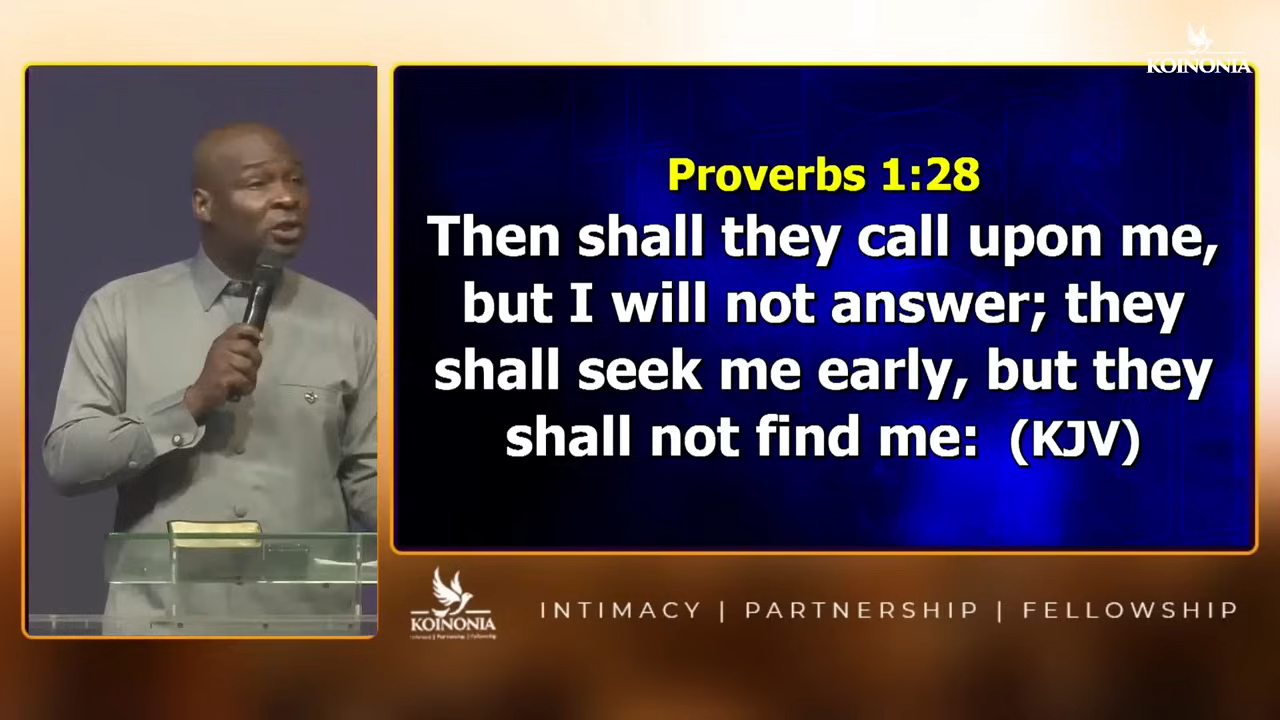 KOINONIA
Proverbs 1:28
Then shall they call upon me,
but I will not answer; they
shall seek me early, but they
shall not find me: (KJV)
KOINONIA
INTIMACY | PARTNERSHIP | FELLOWSHIP